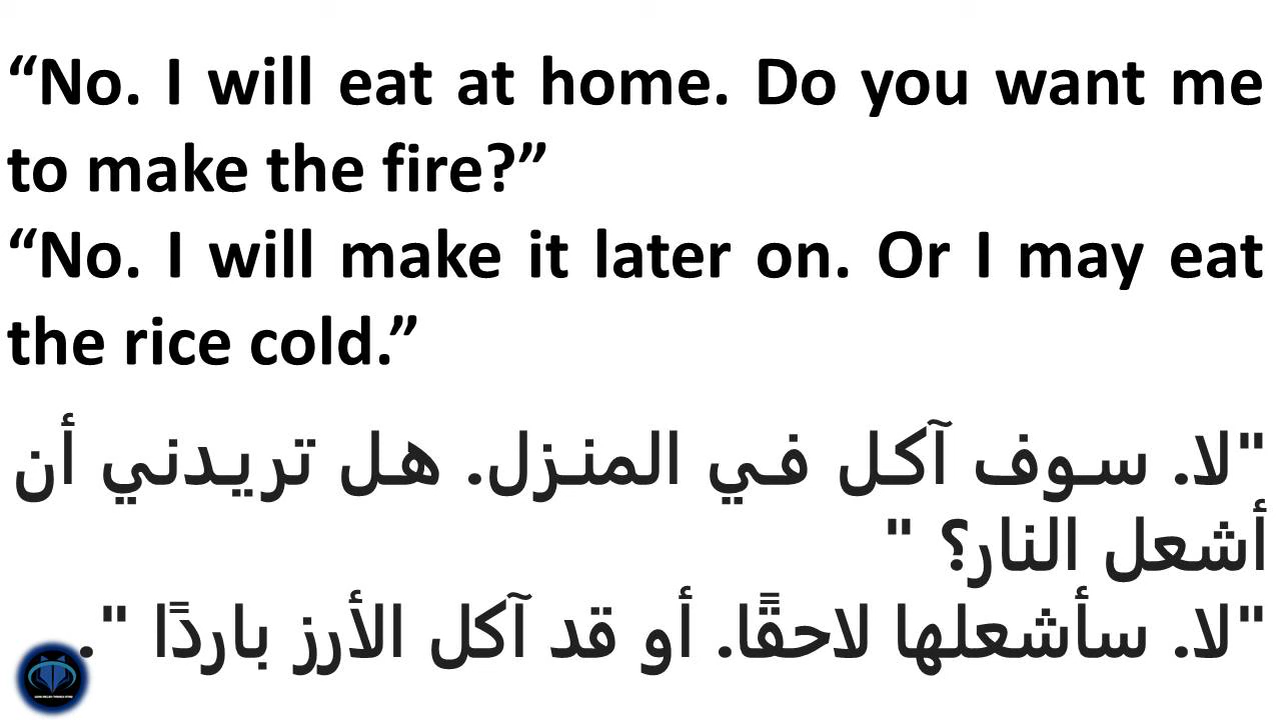 “No. I will eat at home. Do you want me
to make the fire?”
“No. I will make it later on. Or I may eat
the rice cold.”
"لا. سوف آكل في المنزل. هل تريدني أن
أشعل النار؟ "
"لا. سأشعلها لاحقًا. أو قد آكل الأرز باردًا ".